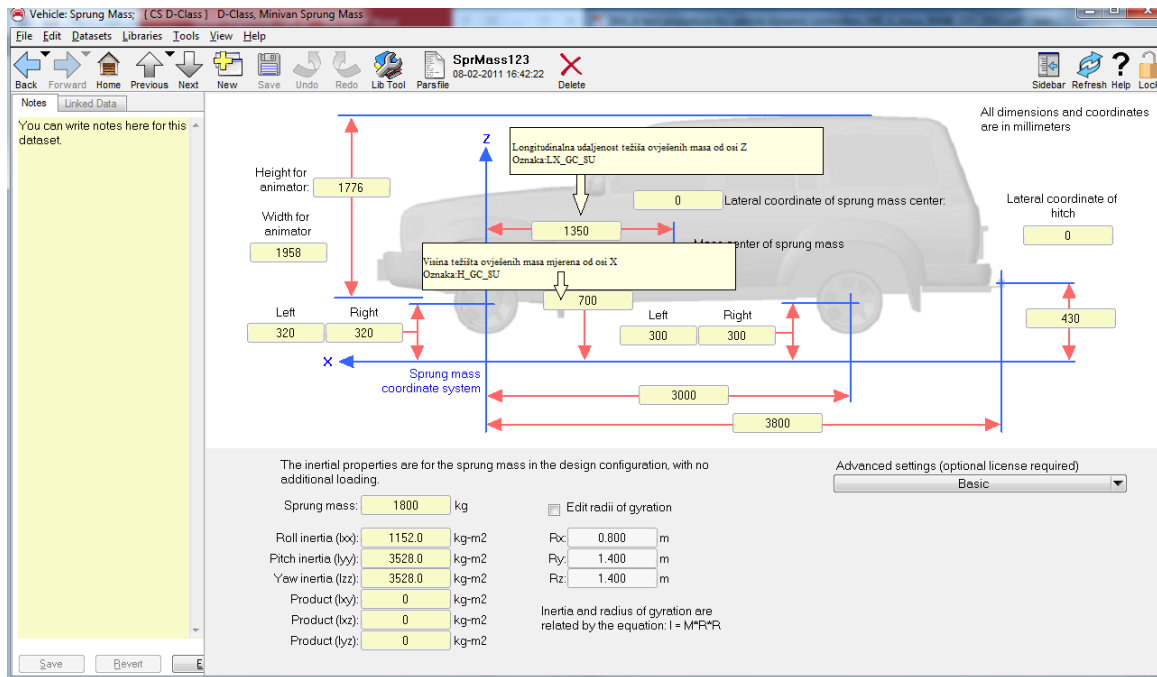 Vehicle: Sprung Mass; { CS D-Class } D-Class, Minivan Sprung Mass
File Edit Datasets Libraries Tools View Help
Back Forward Home Previous Next New Save Undo Redo Lib Tool Parsfile
SprMass123
08-02-2011 16:42:22
Delete
Sidebar Refresh Help Lock
Notes Linked Data
You can write notes here for this
dataset.
All dimensions and coordinates
are in millimeters
Z
Longitudinalna udaljenost težiša ovješenih masa od osi Z
Oznaka:LX_GC_SU
Height for
animator:
1776
0 Lateral coordinate of sprung mass center:
Lateral coordinate of
hitch
0
Width for
animator
1958
1350
center of sprung mass
Visina težišta ovješenih masa mjerena od osi X
Oznaka:H_GC_SU
700
Left Right
320 320
Left Right
300 300
430
X
Sprung mass
coordinate system
3000
3800
The inertial properties are for the sprung mass in the design configuration, with no
additional loading.
Advanced settings (optional license required)
Basic
Sprung mass: 1800 kg
Edit radii of gyration
Roll inertia (Ixx): 1152.0 kg-m2 Rx: 0.800 m
Pitch inertia (Iyy): 3528.0 kg-m2 Ry: 1.400 m
Yaw inertia (Izz): 3528.0 kg-m2 Rz: 1.400 m
Product (Ixy): 0 kg-m2
Product (Ixz): 0 kg-m2
Product (Iyz): 0 kg-m2
Inertia and radius of gyration are
related by the equation: I = M*R*R
Save Revert E